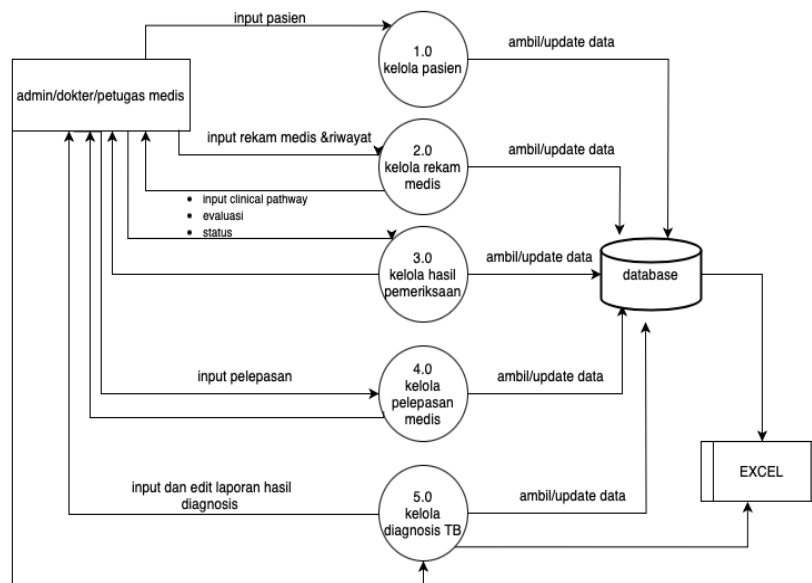 input pasien
1.0
kelola pasien
ambil/update data
admin/dokter/petugas medis
input rekam medis &riwayat
2.0
kelola rekam
medis
ambil/update data
• input clinical pathway
• evaluasi
• status
3.0
kelola hasil
pemeriksaan
ambil/update data
database
input pelepasan
4.0
kelola
pelepasan
medis
ambil/update data
EXCEL
input dan edit laporan hasil
diagnosis
5.0
kelola
diagnosis TB
ambil/update data